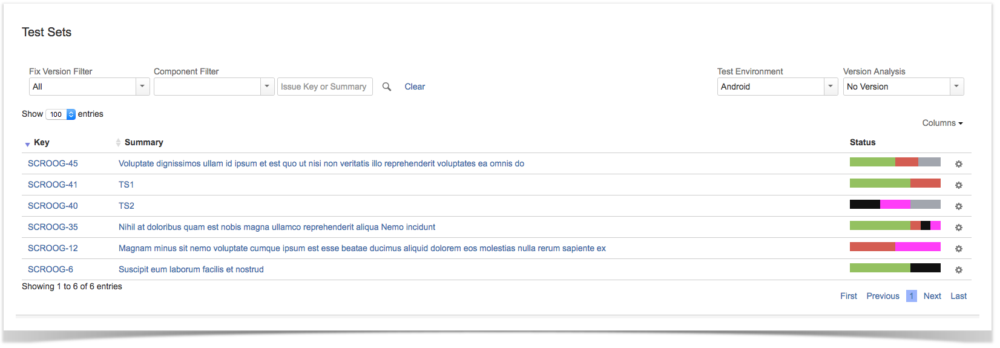 Test Sets
Fix Version Filter Component Filter Test Environment Version Analysis
All Issue Key or Summary Clear Android No Version
Show 100 entries
Columns
Key Summary Status
SCROOG-45 Voluptate dignissimos ullam id ipsum et est quo ut nisi non veritatis illo reprehenderit voluptates ea omnis do
SCROOG-41 TS1
SCROOG-40 TS2
SCROOG-35 Nihil at doloribus quam est nobis magna ullamco reprehenderit aliqua Nemo incidunt
SCROOG-12 Magnam minus sit nemo voluptate cumque ipsum est esse beatae ducimus aliquid dolorem eos molestias nulla rerum sapiente ex
SCROOG-6 Suscipit eum laborum facilis et nostrud
Showing 1 to 6 of 6 entries
First Previous 1 Next Last